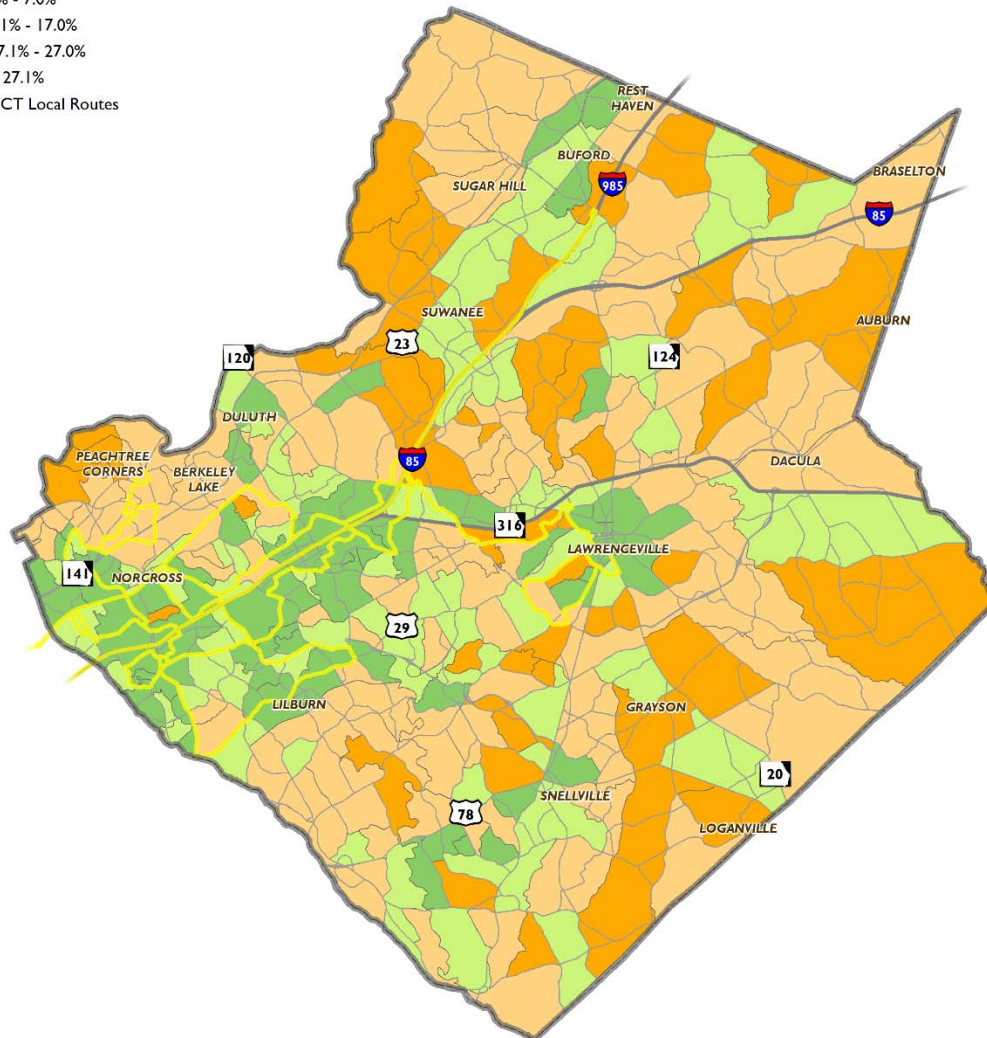 % - 7.0%
1% - 17.0%
7.1% - 27.0%
27.1%
CT Local Routes
REST
HAVEN
BUFORD
BRASELTON
SUGAR HILL
985
85
SUWANEE
AUBURN
23
120
124
DULUTH
PEACHTREE
CORNERS
BERKELEY
LAKE
85
DACULA
316
LAWRENCEVILLE
141
NORCROSS
29
LILBURN
GRAYSON
20
SNELLVILLE
78
LOGANVILLE